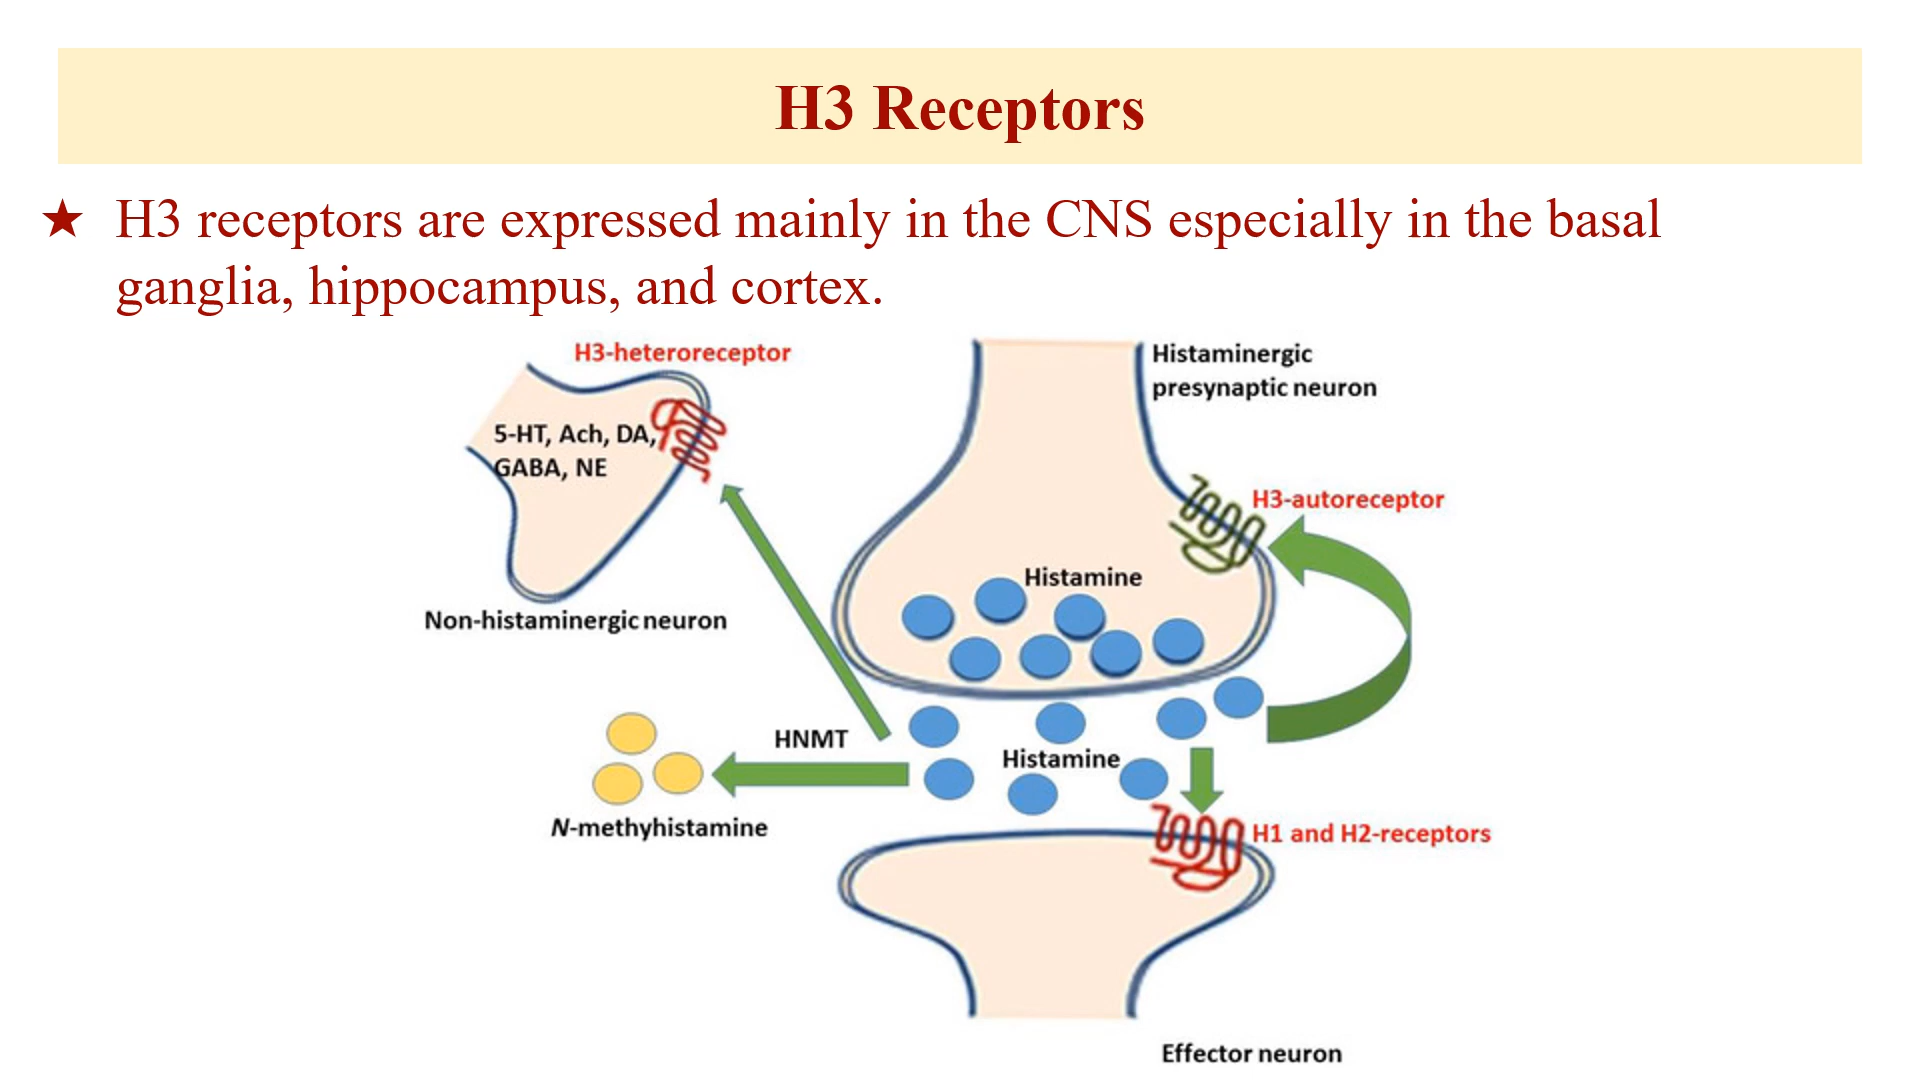 H3 Receptors
★ H3 receptors are expressed mainly in the CNS especially in the basal
ganglia, hippocampus, and cortex.
H3-heteroreceptor
Histaminergic
presynaptic neuron
5-HT, Ach, DA,
GABA, NE
H3-autoreceptor
Histamine
Non-histaminergic neuron
HNMT
Histamine
N-methyhistamine
H1 and H2-receptors
Effector neuron